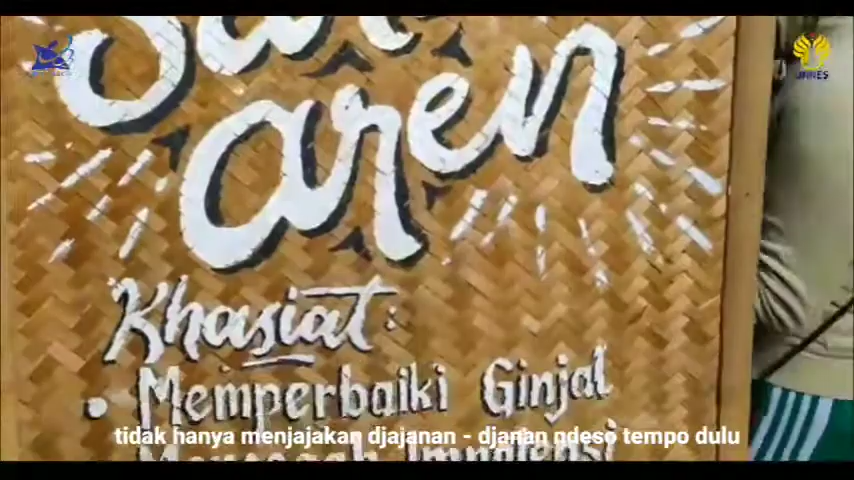 UNNES
aren
Khasiat :
• Memperbaiki Ginjal
tidak hanya menjajakan djajanan - djanan ndeso tempo dulu